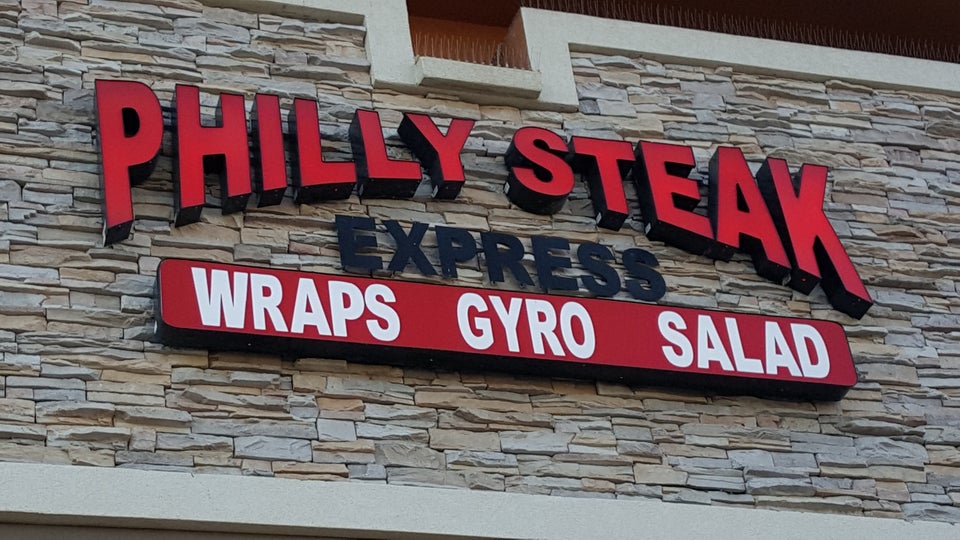 PHILLY STEAK
EXPRESS
WRAPS GYRO SALAD